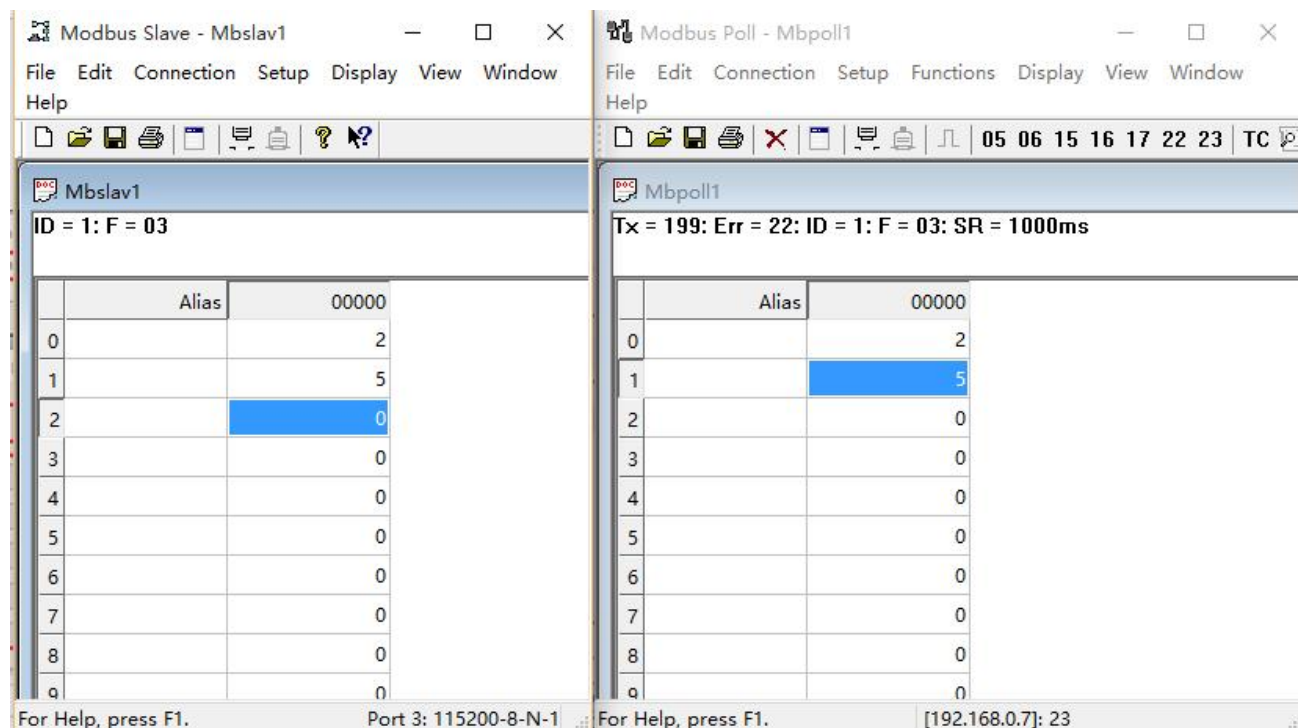 Modbus Slave - Mbslav1
File Edit Connection Setup Display View Window
Help
Mbslav1
ID = 1: F = 03
Alias 00000
0 2
1 5
2 0
3 0
4 0
5 0
6 0
7 0
8 0
9 0
For Help, press F1. Port 3: 115200-8-N-1
Modbus Poll - Mbpoll1
File Edit Connection Setup Functions Display View Window
Help
05 06 15 16 17 22 23 TC
Mbpoll1
Tx = 199: Err = 22: ID = 1: F = 03: SR = 1000ms
Alias 00000
0 2
1 5
2 0
3 0
4 0
5 0
6 0
7 0
8 0
9 0
For Help, press F1. [192.168.0.7]: 23